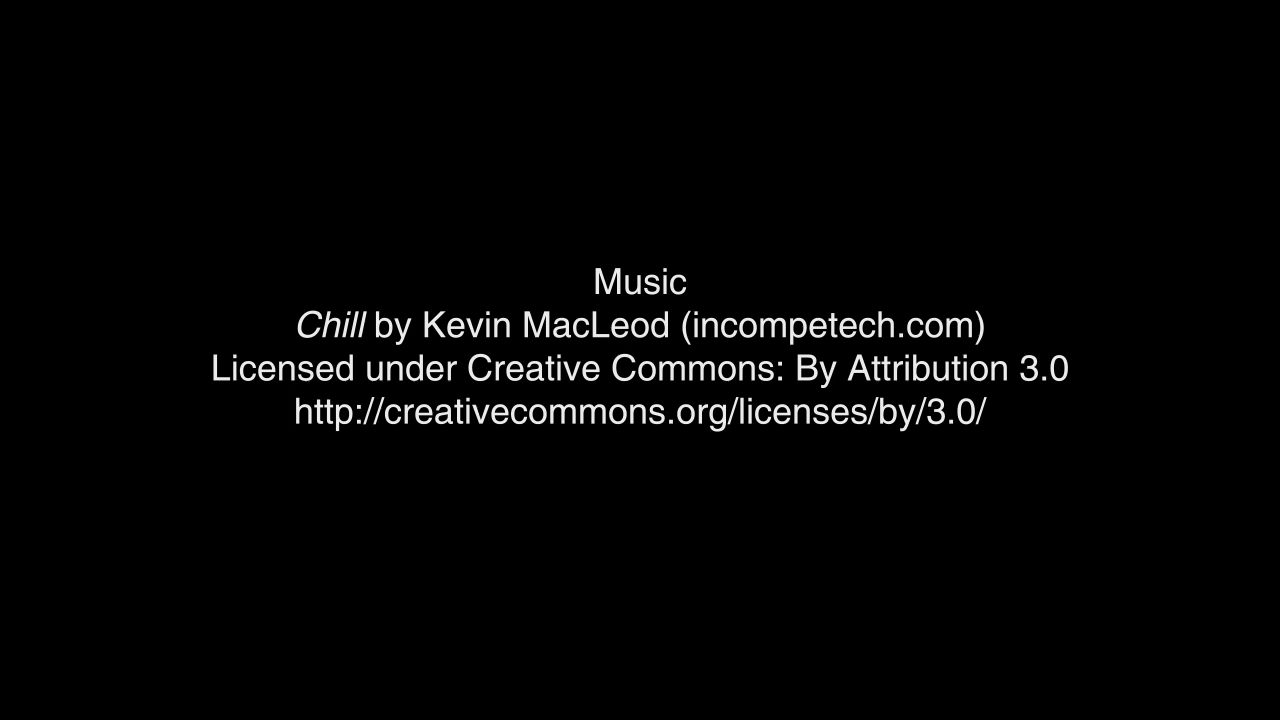 Music
Chill by Kevin MacLeod (incompetech.com)
Licensed under Creative Commons: By Attribution 3.0
http://creativecommons.org/licenses/by/3.0/